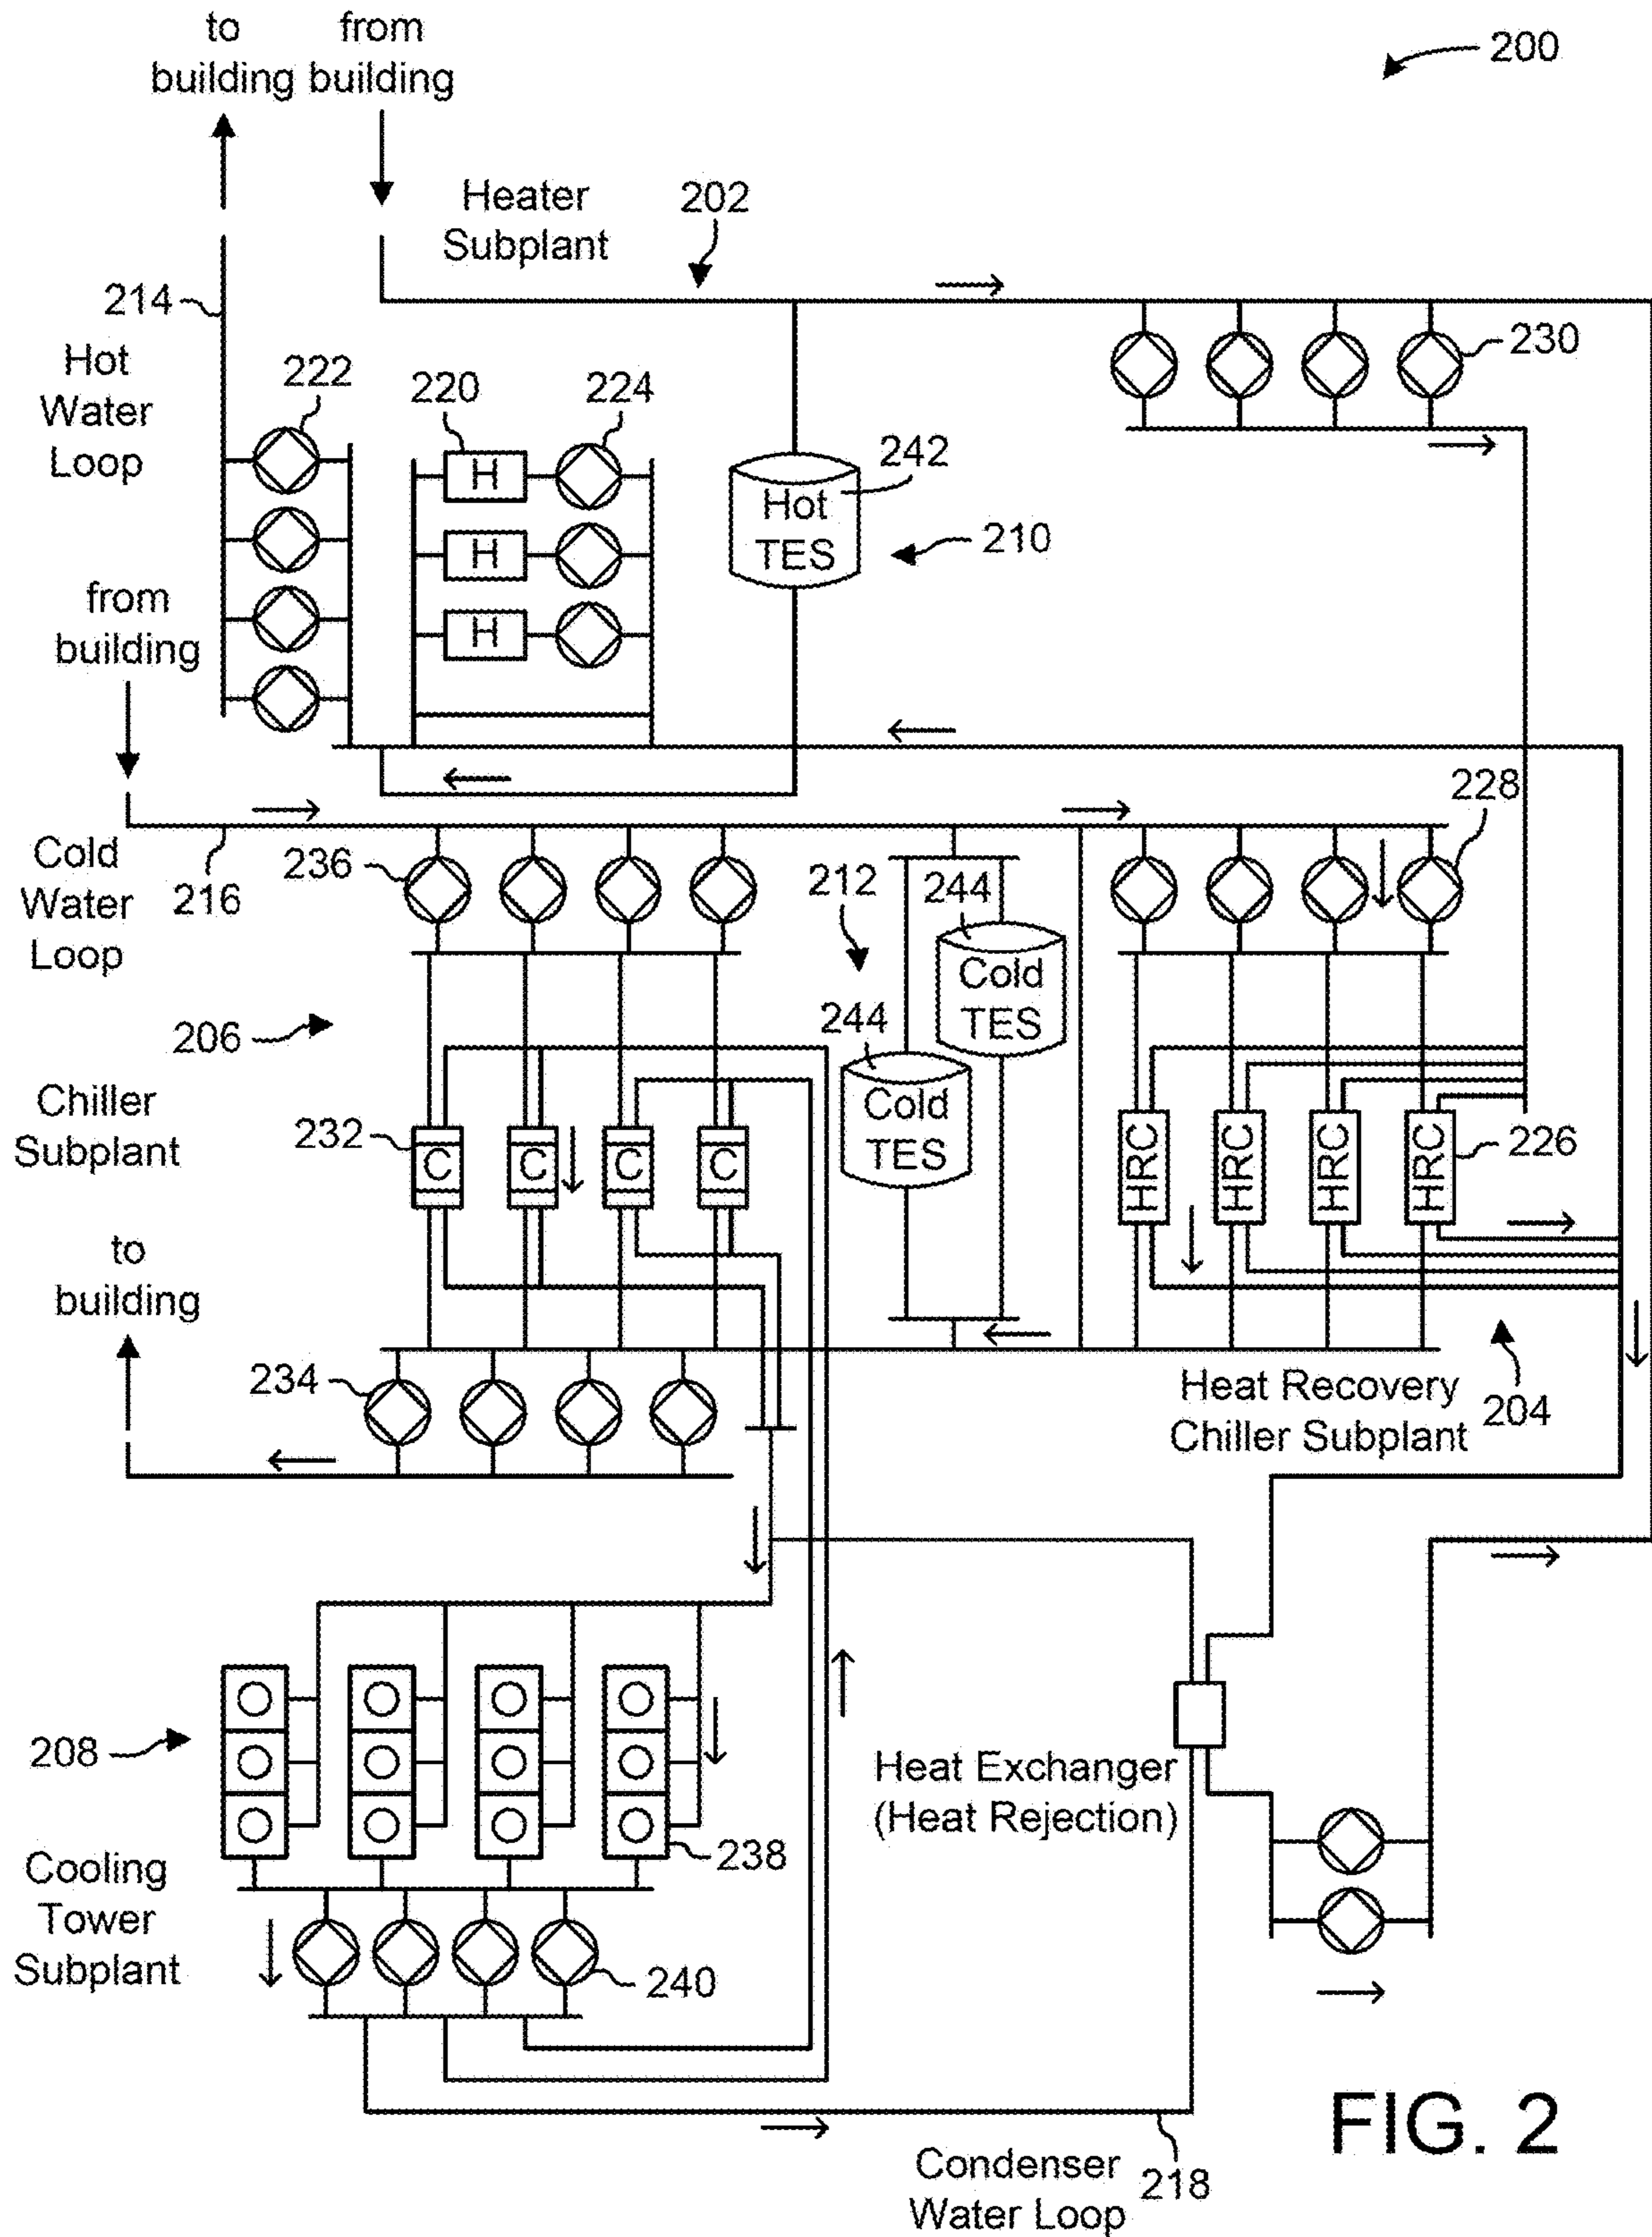 to
building
from
building
200
Heater
Subplant
202
214
Hot
Water
Loop
222
220
224
230
H
H
H
Hot
TES
242
210
from
building
228
Cold
Water
Loop
216
236
212
244
Cold
TES
244
Cold
TES
206
Chiller
Subplant
232
C
C
C
C
HRC
HRC
HRC
HRC
226
to
building
234
Heat Recovery
Chiller Subplant
204
208
Cooling
Tower
Subplant
238
240
Heat Exchanger
(Heat Rejection)
Condenser
Water Loop
218
FIG. 2